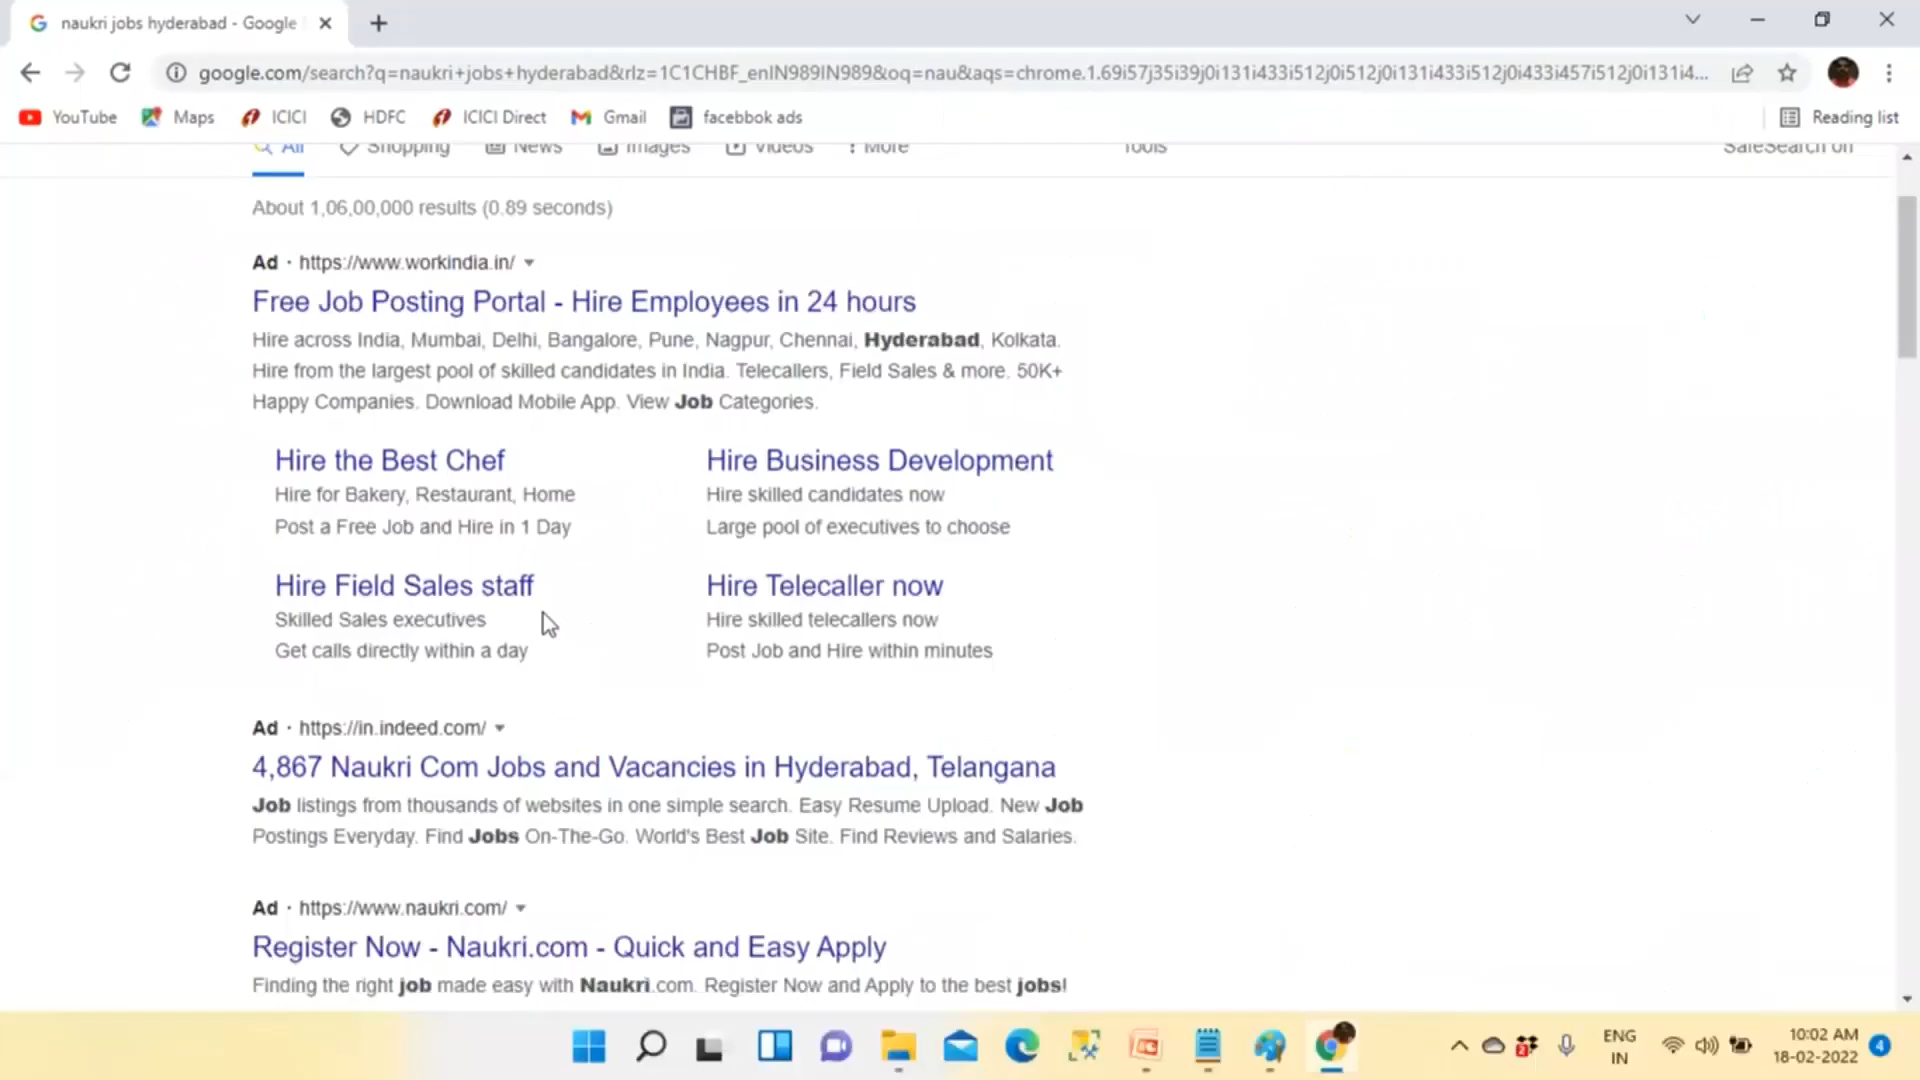 naukri jobs hyderabad - Google
google.com/search?q=naukri+jobs+hyderabad&rlz=1C1CHBF_enIN989IN989&oq=nau&aqs=chrome.1.69i57j35i39j0i131i433i512j0i512j0i131i433i512j0i433i457i512j0i131i4...
YouTube Maps ICICI HDFC ICICI Direct Gmail facebbok ads Reading list
All Shopping News Images Videos More Tools SafeSearch on
About 1,06,00,000 results (0.89 seconds)
Ad · https://www.workindia.in/
Free Job Posting Portal - Hire Employees in 24 hours
Hire across India, Mumbai, Delhi, Bangalore, Pune, Nagpur, Chennai, Hyderabad, Kolkata.
Hire from the largest pool of skilled candidates in India. Telecallers, Field Sales & more. 50K+
Happy Companies. Download Mobile App. View Job Categories.
Hire the Best Chef
Hire for Bakery, Restaurant, Home
Post a Free Job and Hire in 1 Day
Hire Business Development
Hire skilled candidates now
Large pool of executives to choose
Hire Field Sales staff
Skilled Sales executives
Get calls directly within a day
Hire Telecaller now
Hire skilled telecallers now
Post Job and Hire within minutes
Ad · https://in.indeed.com/
4,867 Naukri Com Jobs and Vacancies in Hyderabad, Telangana
Job listings from thousands of websites in one simple search. Easy Resume Upload. New Job
Postings Everyday. Find Jobs On-The-Go. World's Best Job Site. Find Reviews and Salaries.
Ad · https://www.naukri.com/
Register Now - Naukri.com - Quick and Easy Apply
Finding the right job made easy with Naukri.com. Register Now and Apply to the best jobs!
2
ENG
IN
10:02 AM
18-02-2022
4